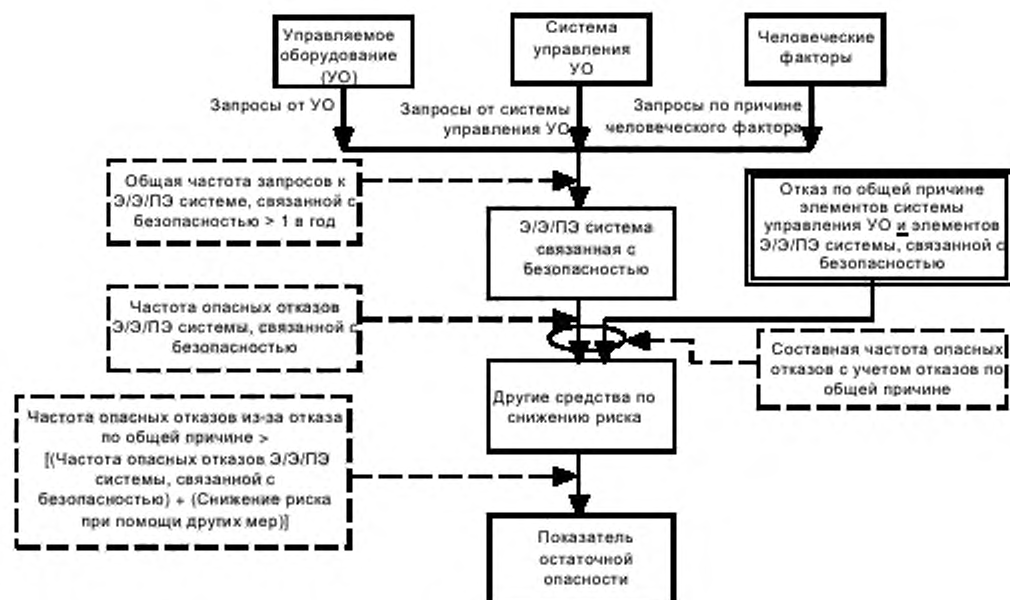 Управляемое
оборудование
(УО)
Система
управления
УО
Человеческие
факторы
Запросы от УО
Запросы от системы
управления УО
Запросы по причине
человеческого фактора
Общая частота запросов к
Э/Э/ПЭ системе, связанной с
безопасностью > 1 в год
Э/Э/ПЭ система
связанная с
безопасностью
Отказ по общей причине
элементов системы
управления УО и элементов
Э/Э/ПЭ системы, связанной с
безопасностью
Частота опасных отказов
Э/Э/ПЭ системы, связанной с
безопасностью
Составная частота опасных
отказов с учетом отказов по
общей причине
Другие средства по
снижению риска
Частота опасных отказов из-за отказа
по общей причине >
[(Частота опасных отказов Э/Э/ПЭ
системы, связанной с
безопасностью) + (Снижение риска
при помощи других мер)]
Показатель
остаточной
опасности